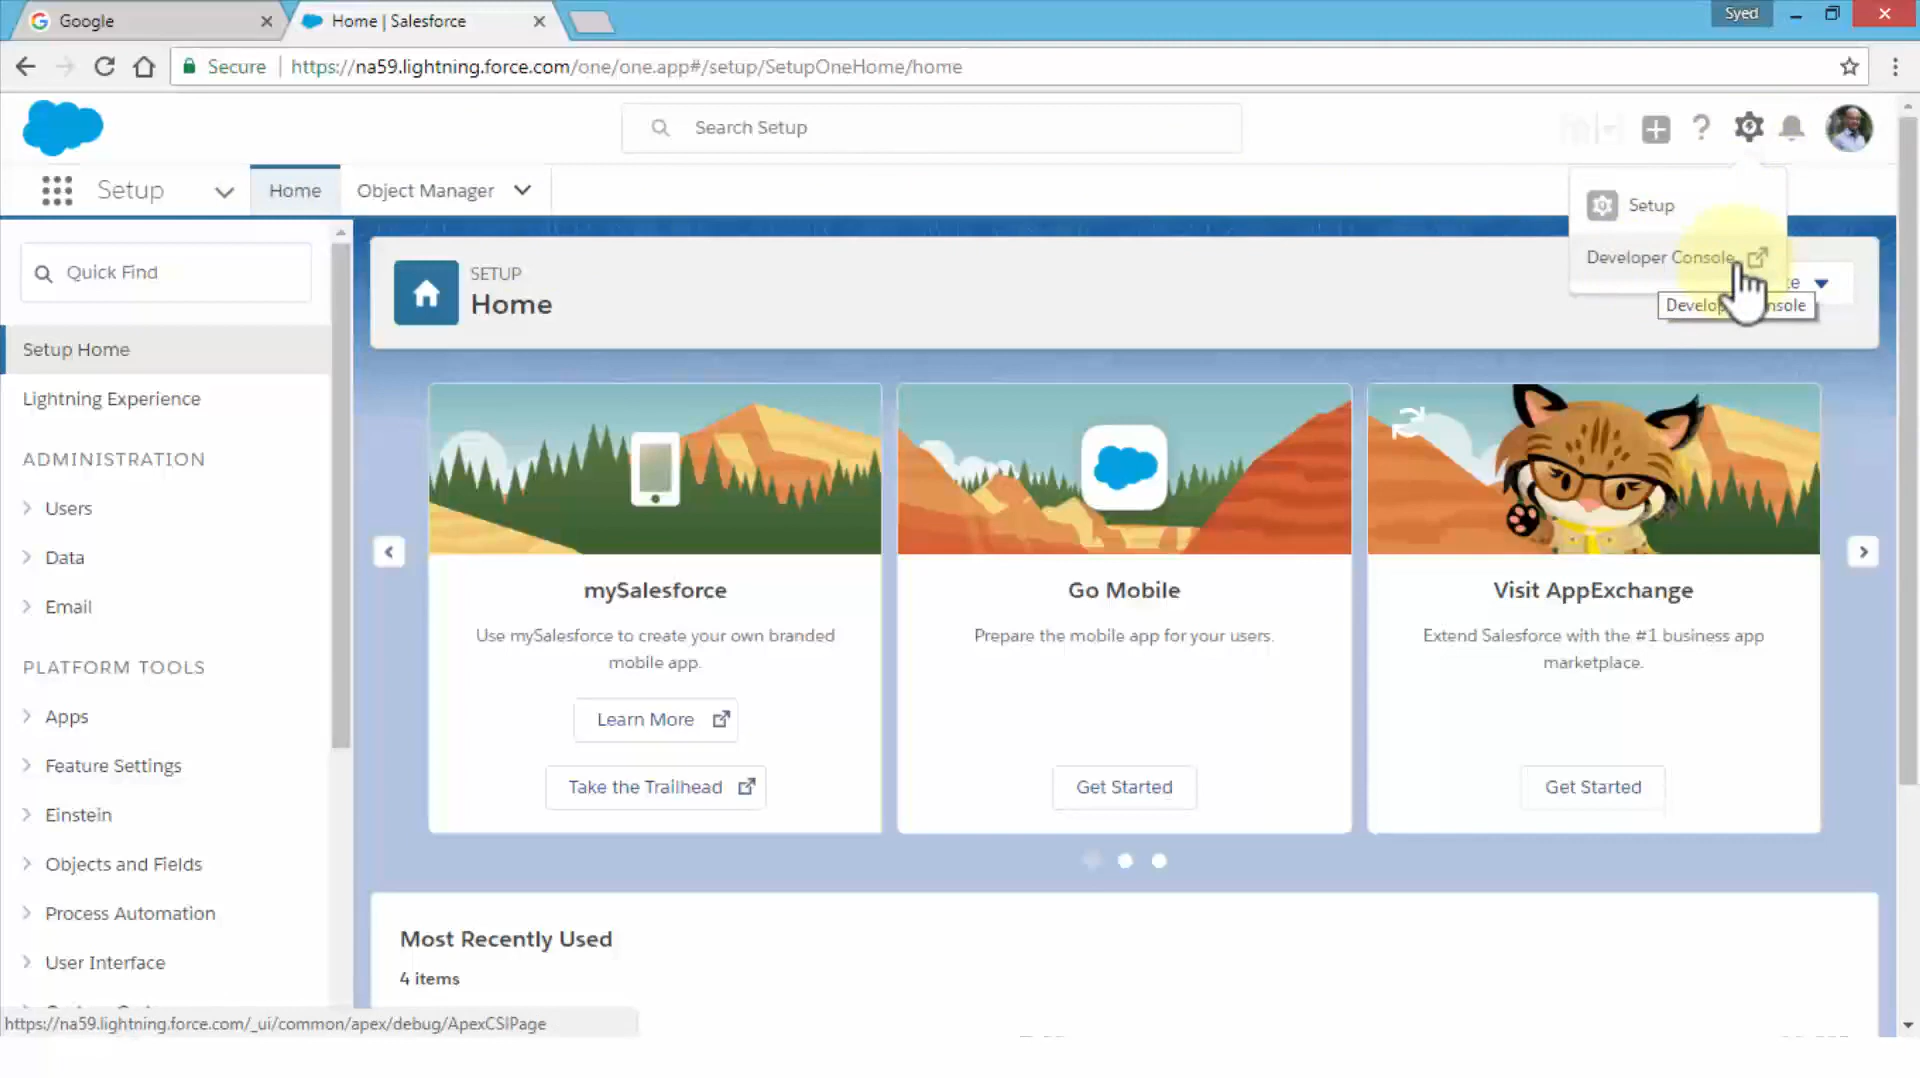 Google
Home | Salesforce
Syed
Secure
https://na59.lightning.force.com/one/one.app#/setup/SetupOneHome/home
Search Setup
Setup
Home
Object Manager
Setup
Developer Console
Quick Find
SETUP
Home
Setup Home
Lightning Experience
ADMINISTRATION
Users
Data
Email
PLATFORM TOOLS
Apps
Feature Settings
Einstein
Objects and Fields
Process Automation
User Interface
mySalesforce
Use mySalesforce to create your own branded
mobile app.
Learn More
Take the Trailhead
Go Mobile
Prepare the mobile app for your users.
Get Started
Visit AppExchange
Extend Salesforce with the #1 business app
marketplace.
Get Started
Most Recently Used
4 items
https://na59.lightning.force.com/_ui/common/apex/debug/ApexCSIPage